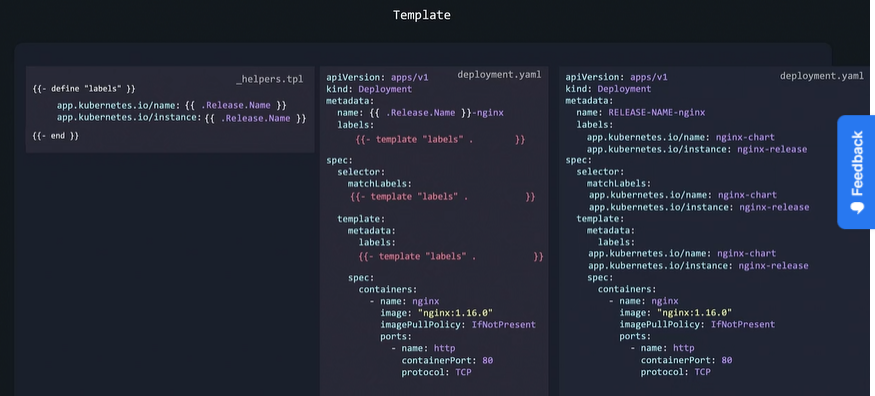 Template
_helpers.tpl
{{- define "labels" }}
app.kubernetes.io/name: {{ .Release.Name }}
app.kubernetes.io/instance: {{ .Release.Name }}
{{- end }}
deployment.yaml
apiVersion: apps/v1
kind: Deployment
metadata:
name: {{ .Release.Name }}-nginx
labels:
{{- template "labels" . }}
spec:
selector:
matchLabels:
{{- template "labels" . }}
template:
metadata:
labels:
{{- template "labels" . }}
spec:
containers:
- name: nginx
image: "nginx:1.16.0"
imagePullPolicy: IfNotPresent
ports:
- name: http
containerPort: 80
protocol: TCP
deployment.yaml
apiVersion: apps/v1
kind: Deployment
metadata:
name: RELEASE-NAME-nginx
labels:
app.kubernetes.io/name: nginx-chart
app.kubernetes.io/instance: nginx-release
spec:
selector:
matchLabels:
app.kubernetes.io/name: nginx-chart
app.kubernetes.io/instance: nginx-release
template:
metadata:
labels:
app.kubernetes.io/name: nginx-chart
app.kubernetes.io/instance: nginx-release
spec:
containers:
- name: nginx
image: "nginx:1.16.0"
imagePullPolicy: IfNotPresent
ports:
- name: http
containerPort: 80
protocol: TCP
Feedback